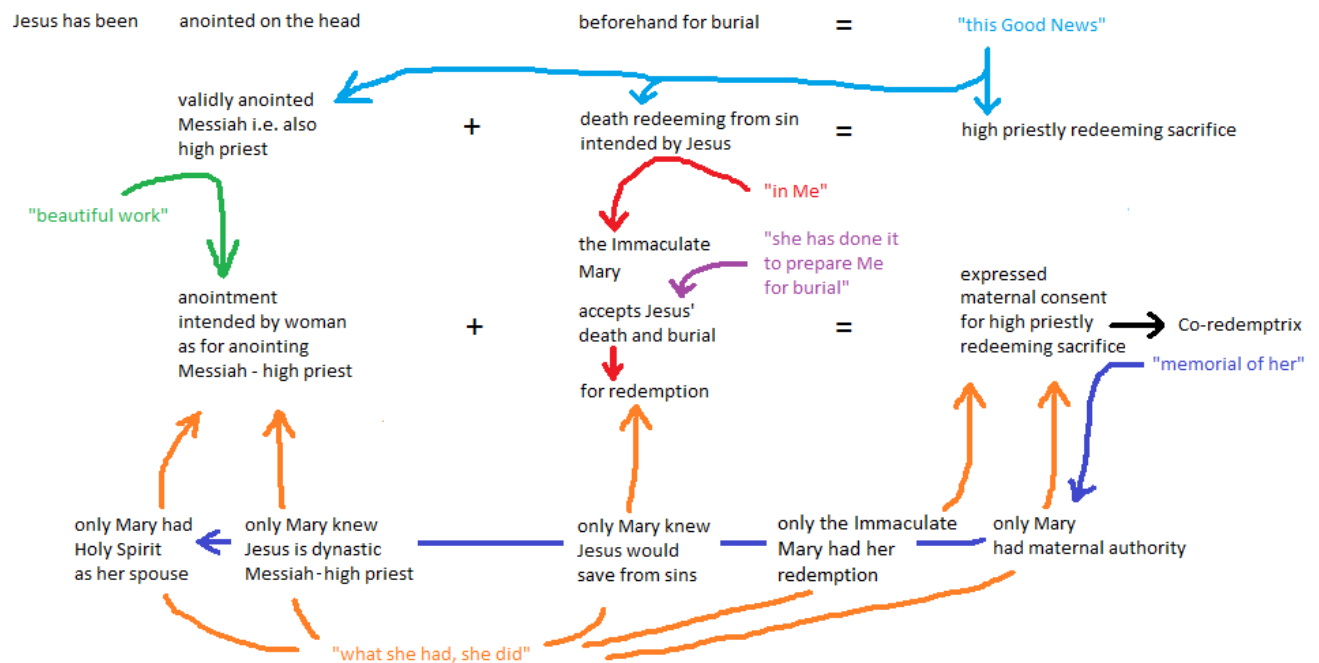 Jesus has been anointed on the head beforehand for burial = "this Good News"
validly anointed
Messiah i.e. also
high priest
+
death redeeming from sin
intended by Jesus
=
high priestly redeeming sacrifice
"beautiful work"
"in Me"
the Immaculate
Mary
"she has done it
to prepare Me
for burial"
anointment
intended by woman
as for anointing
Messiah - high priest
+
accepts Jesus'
death and burial
for redemption
=
expressed
maternal consent
for high priestly
redeeming sacrifice
Co-redemptrix
"memorial of her"
only Mary had
Holy Spirit
as her spouse
only Mary knew
Jesus is dynastic
Messiah-high priest
only Mary knew
Jesus would
save from sins
only the Immaculate
Mary had her
redemption
only Mary
had maternal authority
"what she had, she did"